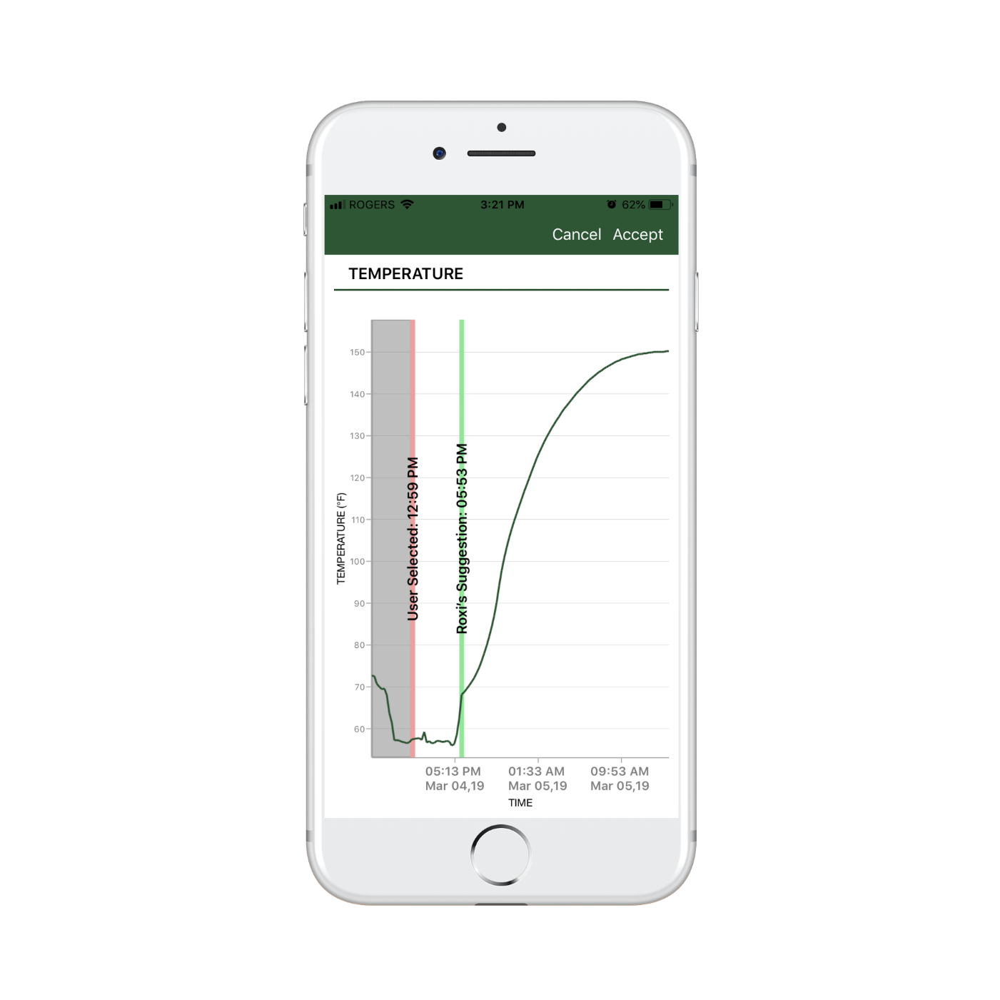 ROGERS 3:21 PM 62%
Cancel Accept
TEMPERATURE
150
140
130
120
110
100
90
80
70
60
TEMPERATURE (°F)
User Selected: 12:59 PM
Roxi's Suggestion: 05:53 PM
05:13 PM 01:33 AM 09:53 AM
Mar 04,19 Mar 05,19 Mar 05,19
TIME